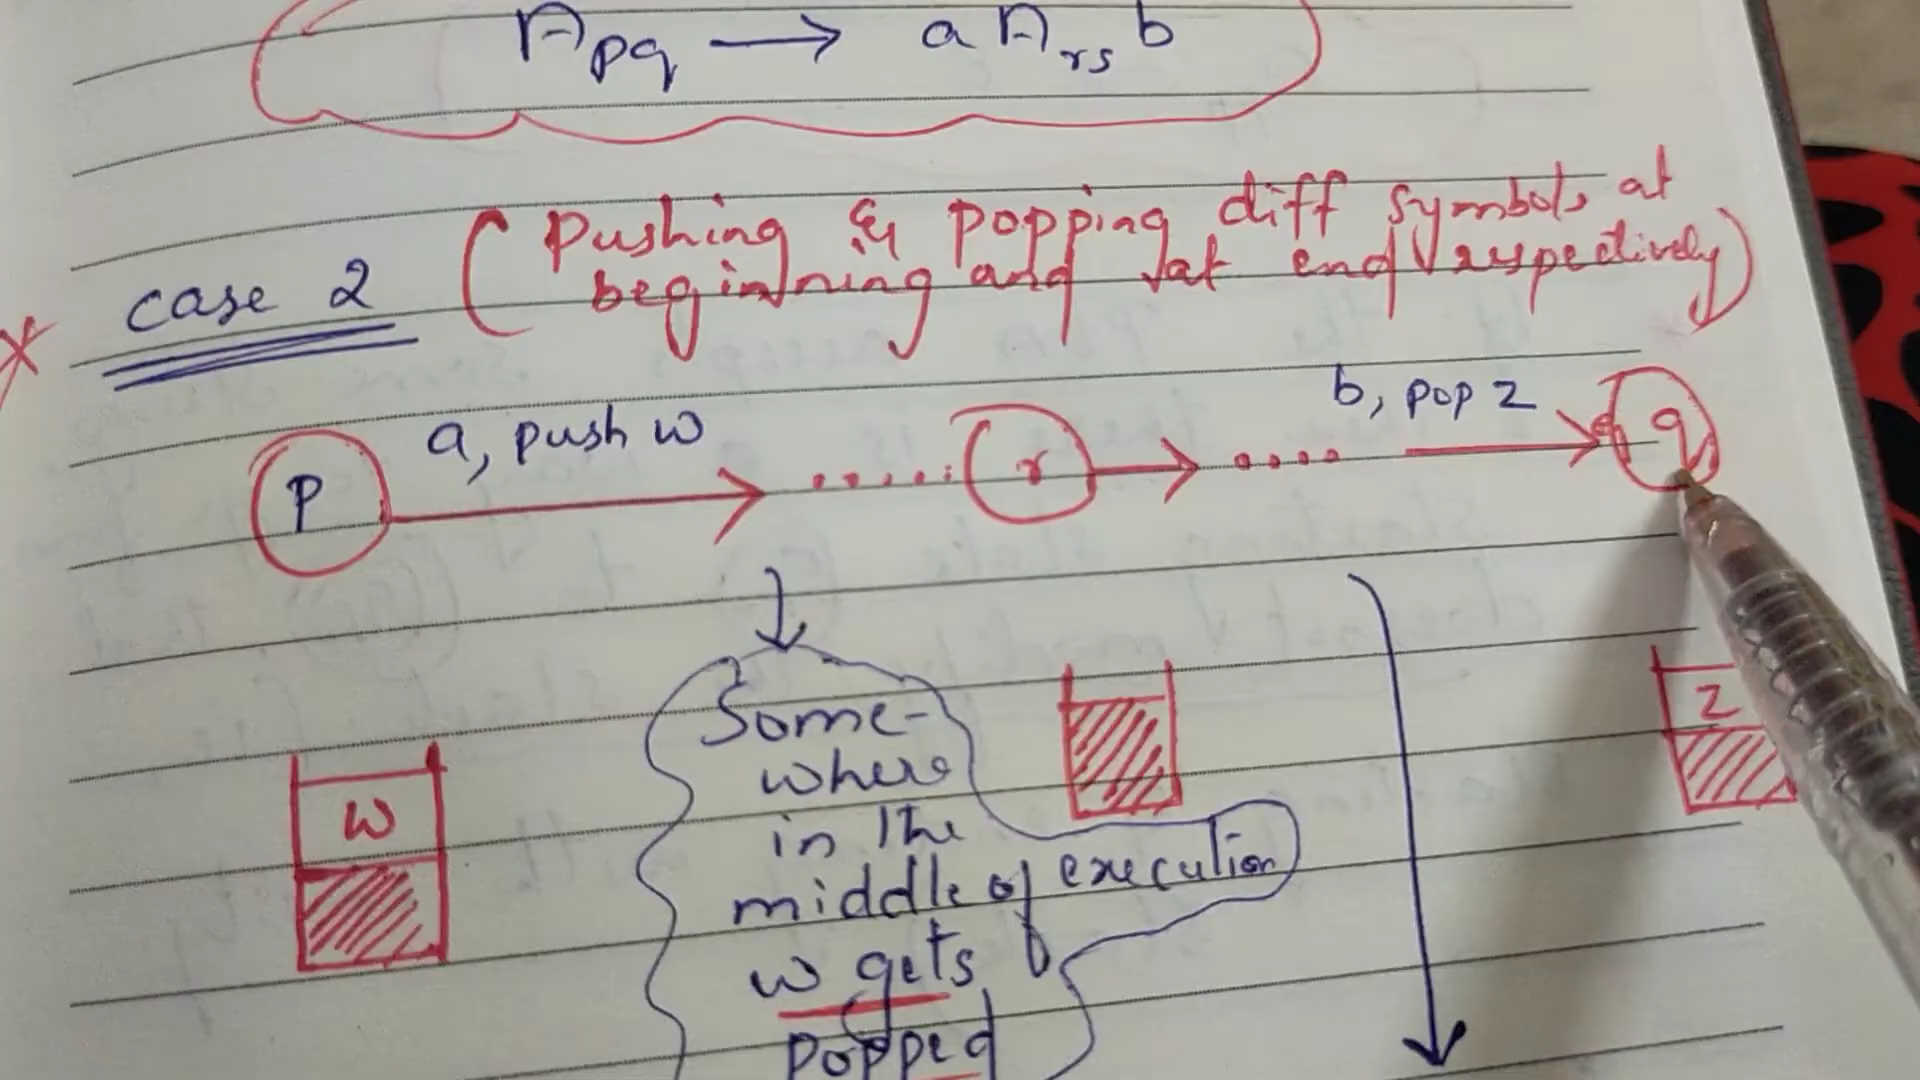 Apq → a Ars b
case 2 (Pushing & popping diff symbols at
beginning and at end respectively)
a, push w
b, pop z
p
r
q
w
z
Some-
where
in the
middle of execution
w gets
popped